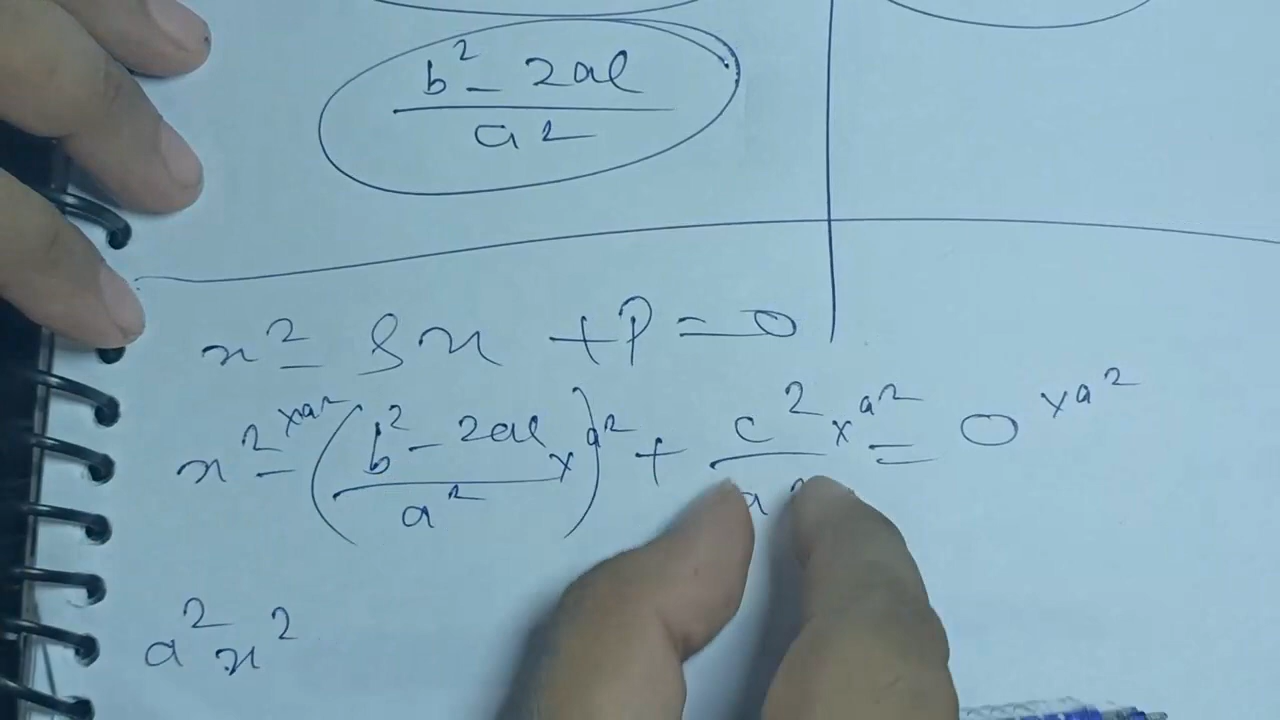 b² - 2ac
a²
x² - Sx + P = 0
x² ×a² - (b² - 2ac / a² ×) a² + c² / a² × a² = 0 ×a²
a²x²